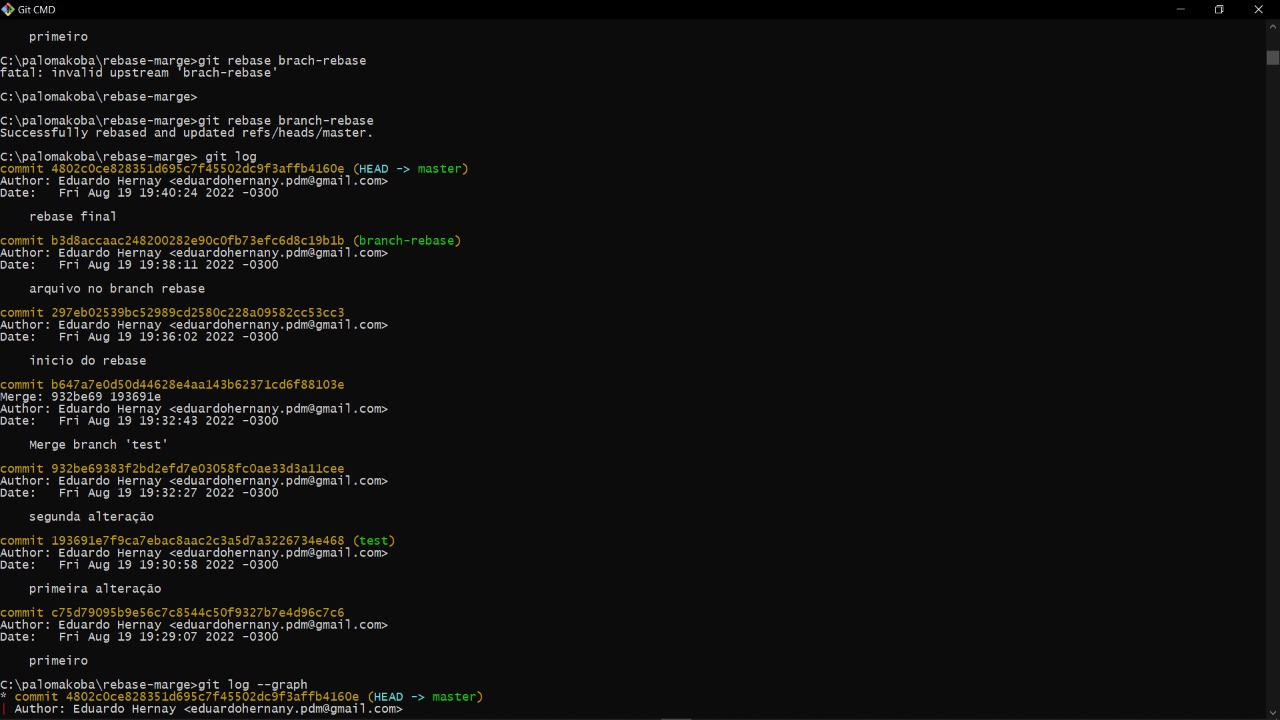 Git CMD
primeiro
C:\palomakoba\rebase-marge>git rebase brach-rebase
fatal: invalid upstream 'brach-rebase'
C:\palomakoba\rebase-marge>
C:\palomakoba\rebase-marge>git rebase branch-rebase
Successfully rebased and updated refs/heads/master.
C:\palomakoba\rebase-marge> git log
commit 4802c0ce828351d695c7f45502dc9f3affb4160e (HEAD -> master)
Author: Eduardo Hernay <eduardohernany.pdm@gmail.com>
Date:   Fri Aug 19 19:40:24 2022 -0300
rebase final
commit b3d8accaac248200282e90c0fb73efc6d8c19b1b (branch-rebase)
Author: Eduardo Hernay <eduardohernany.pdm@gmail.com>
Date:   Fri Aug 19 19:38:11 2022 -0300
arquivo no branch rebase
commit 297eb02539bc52989cd2580c228a09582cc53cc3
Author: Eduardo Hernay <eduardohernany.pdm@gmail.com>
Date:   Fri Aug 19 19:36:02 2022 -0300
inicio do rebase
commit b647a7e0d50d44628e4aa143b62371cd6f88103e
Merge: 932be69 193691e
Author: Eduardo Hernay <eduardohernany.pdm@gmail.com>
Date:   Fri Aug 19 19:32:43 2022 -0300
Merge branch 'test'
commit 932be69383f2bd2efd7e03058fc0ae33d3a11cee
Author: Eduardo Hernay <eduardohernany.pdm@gmail.com>
Date:   Fri Aug 19 19:32:27 2022 -0300
segunda alteração
commit 193691e7f9ca7ebac8aac2c3a5d7a3226734e468 (test)
Author: Eduardo Hernay <eduardohernany.pdm@gmail.com>
Date:   Fri Aug 19 19:30:58 2022 -0300
primeira alteração
commit c75d79095b9e56c7c8544c50f9327b7e4d96c7c6
Author: Eduardo Hernay <eduardohernany.pdm@gmail.com>
Date:   Fri Aug 19 19:29:07 2022 -0300
primeiro
C:\palomakoba\rebase-marge>git log --graph
* commit 4802c0ce828351d695c7f45502dc9f3affb4160e (HEAD -> master)
| Author: Eduardo Hernay <eduardohernany.pdm@gmail.com>